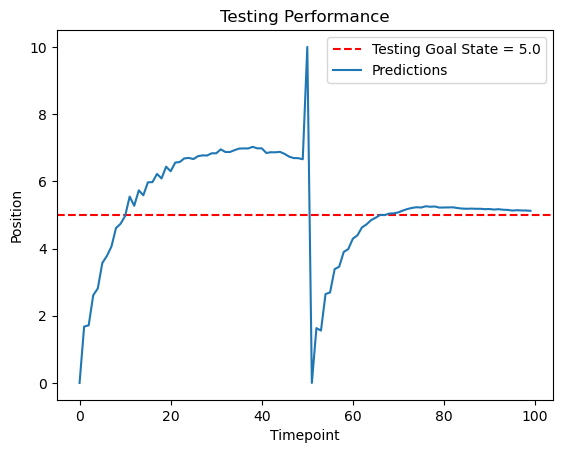 Testing Performance
Testing Goal State = 5.0
Predictions
Position
10
8
6
4
2
0
0 20 40 60 80 100
Timepoint